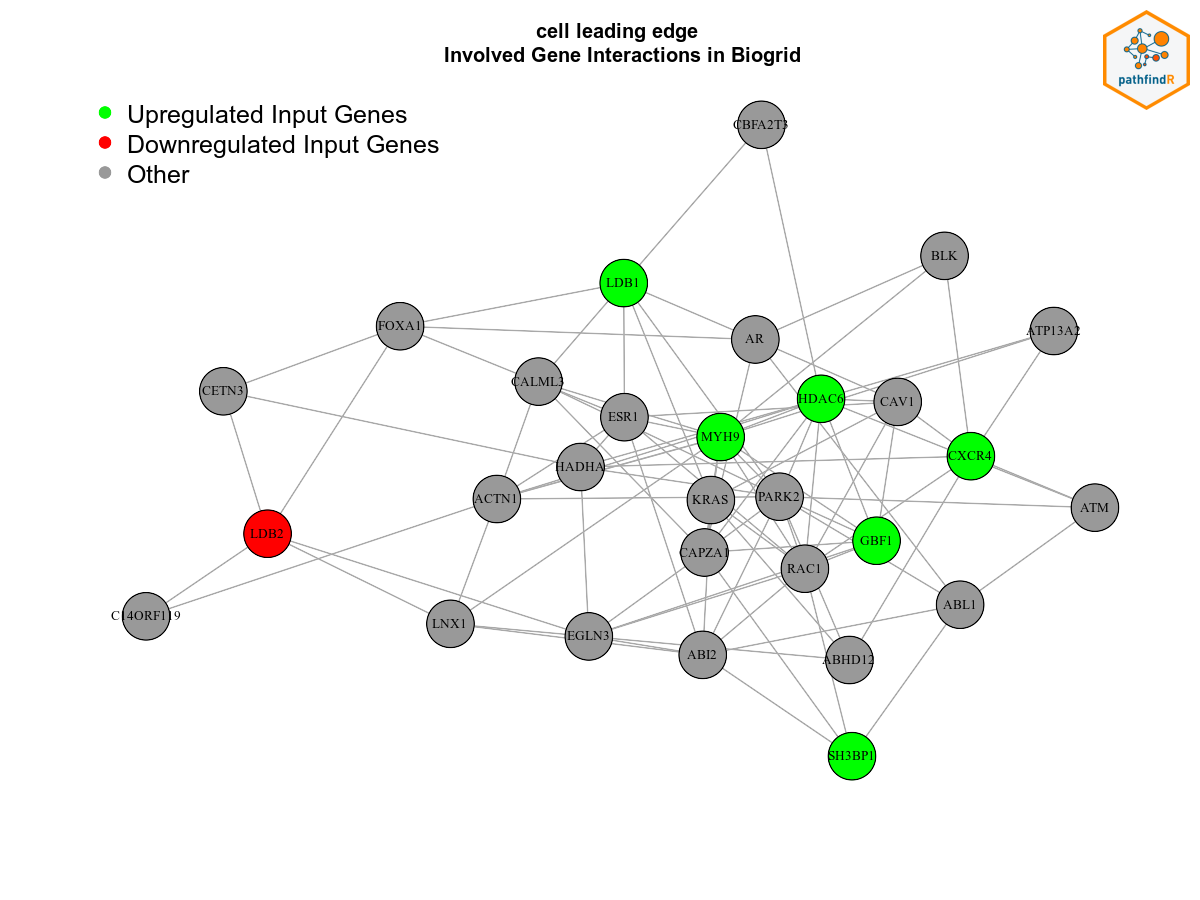 cell leading edge
Involved Gene Interactions in Biogrid
pathfindR
Upregulated Input Genes
Downregulated Input Genes
Other
CBFA2T3
BLK
LDB1
FOXA1
AR
ATP13A2
CALML3
CETN3
HDAC6
CAV1
ESR1
MYH9
CXCR4
HADHA
ACTN1
KRAS
PARK2
ATM
LDB2
GBF1
CAPZA1
RAC1
ABL1
C14ORF119
LNX1
EGLN3
ABI2
ABHD12
SH3BP1